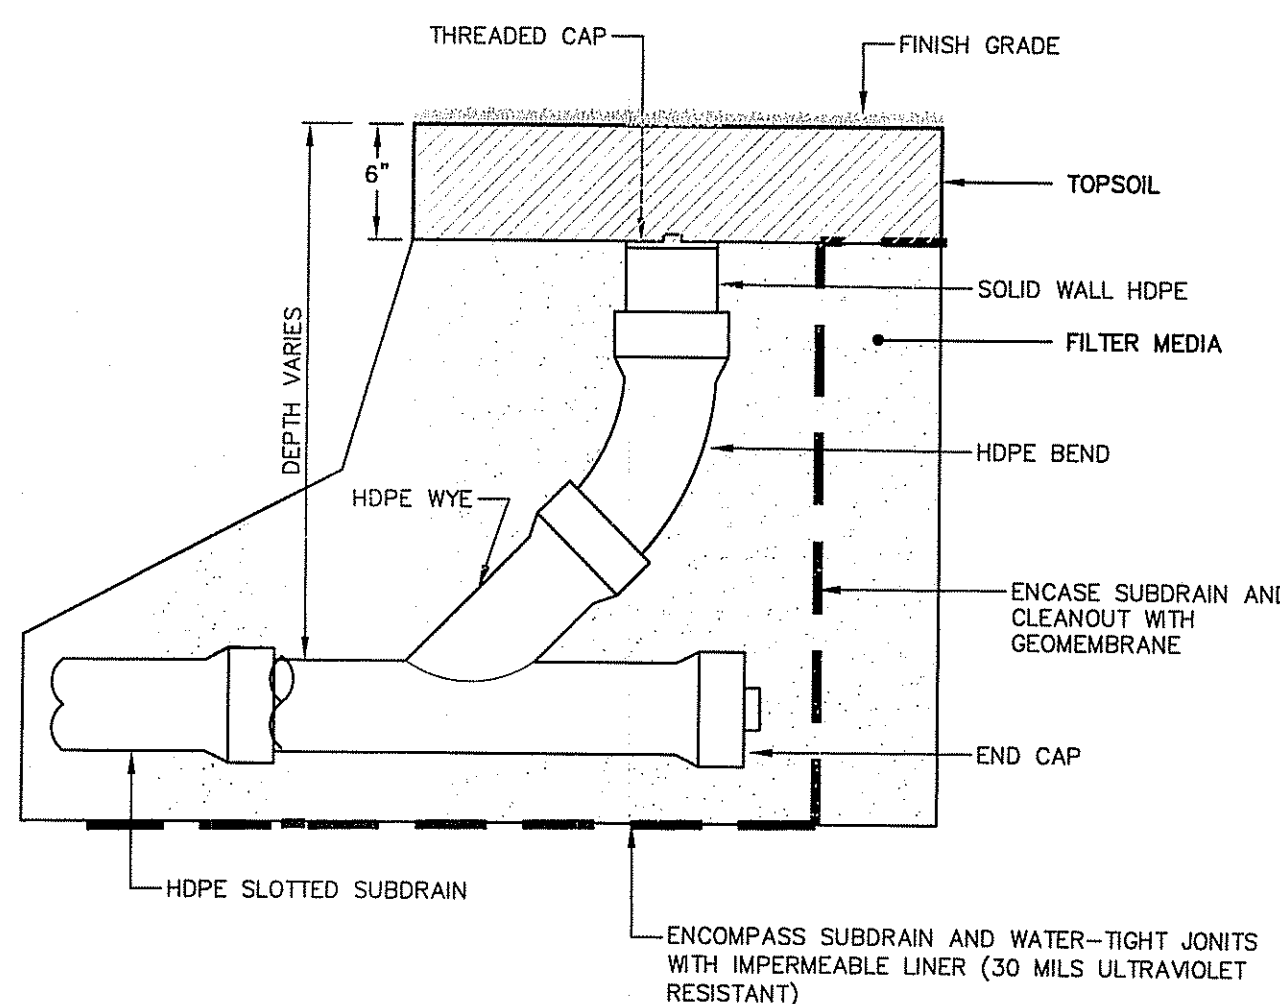 THREADED CAP
FINISH GRADE
6"
TOPSOIL
SOLID WALL HDPE
FILTER MEDIA
DEPTH VARIES
HDPE BEND
HDPE WYE
ENCASE SUBDRAIN AND
CLEANOUT WITH
GEOMEMBRANE
END CAP
HDPE SLOTTED SUBDRAIN
ENCOMPASS SUBDRAIN AND WATER-TIGHT JONITS
WITH IMPERMEABLE LINER (30 MILS ULTRAVIOLET
RESISTANT)